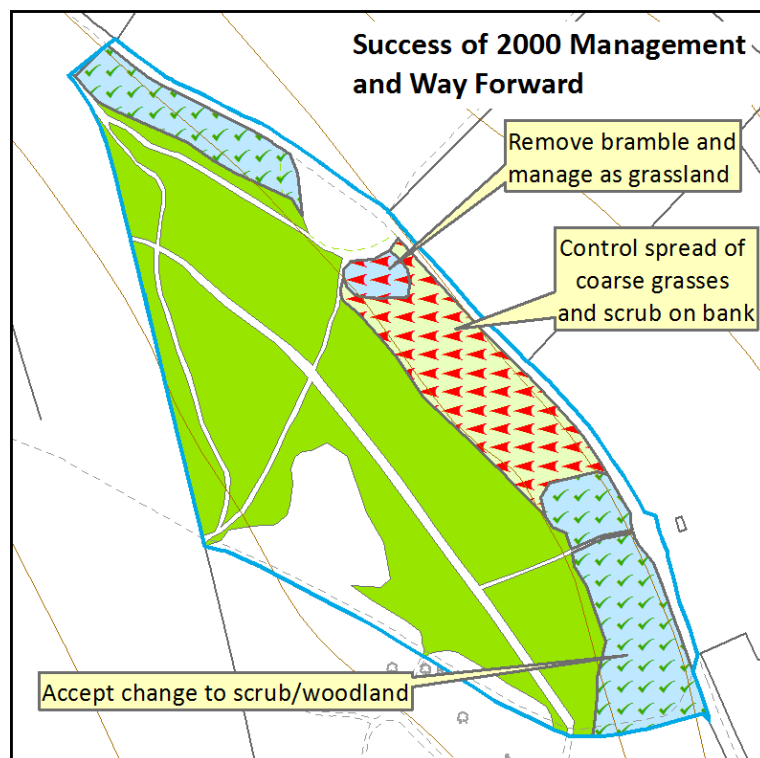 Success of 2000 Management
and Way Forward
Remove bramble and
manage as grassland
Control spread of
coarse grasses
and scrub on bank
Accept change to scrub/woodland